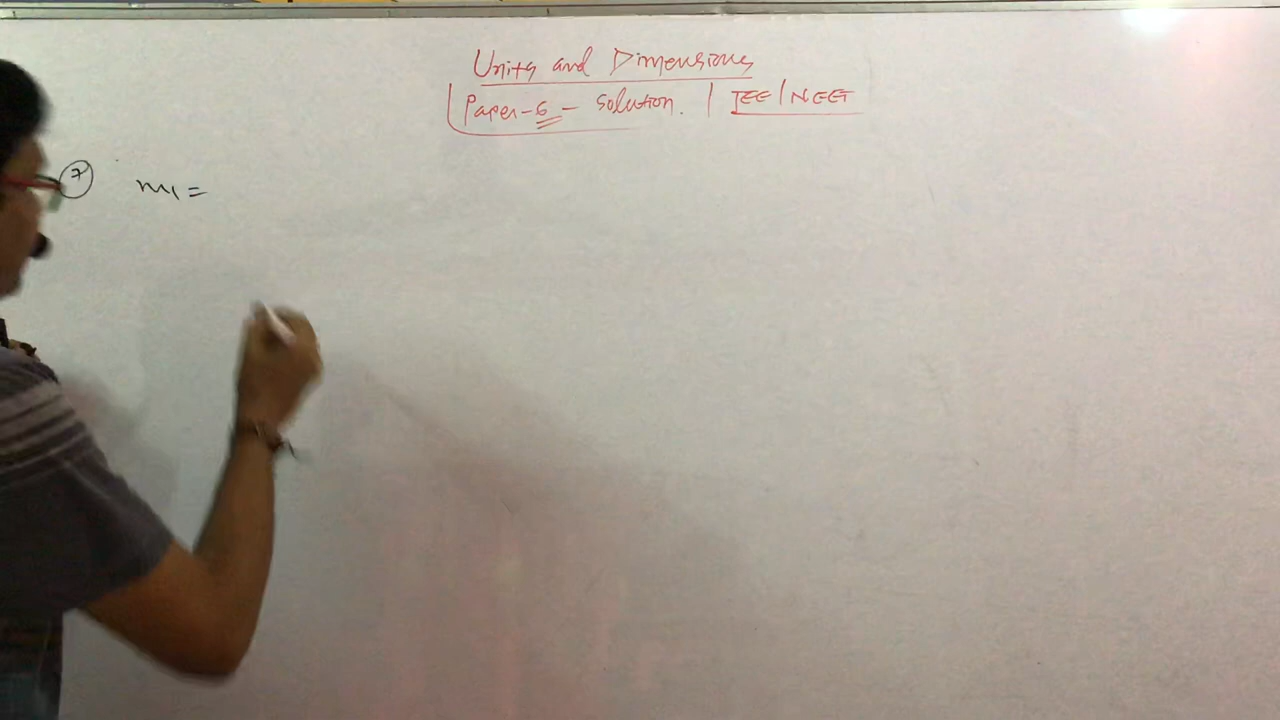 Units and Dimensions
Paper-6- Solution. | JEE/NEET
7 m1 =